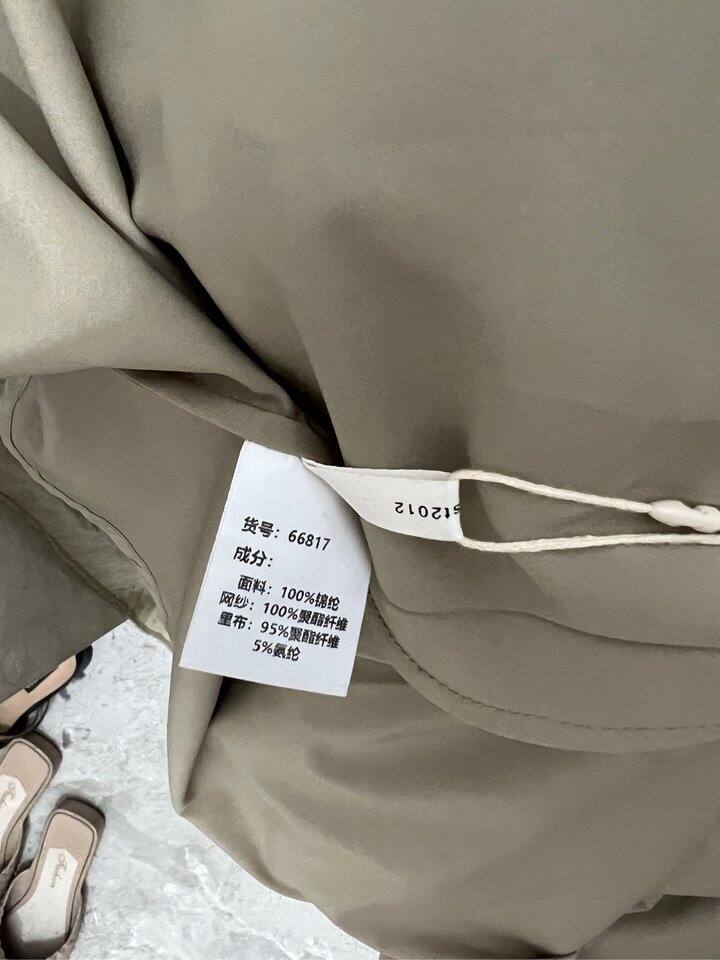 货号：66817
成分：
面料：100%锦纶
网纱：100%聚酯纤维
里布：95%聚酯纤维
5%氨纶
st2012